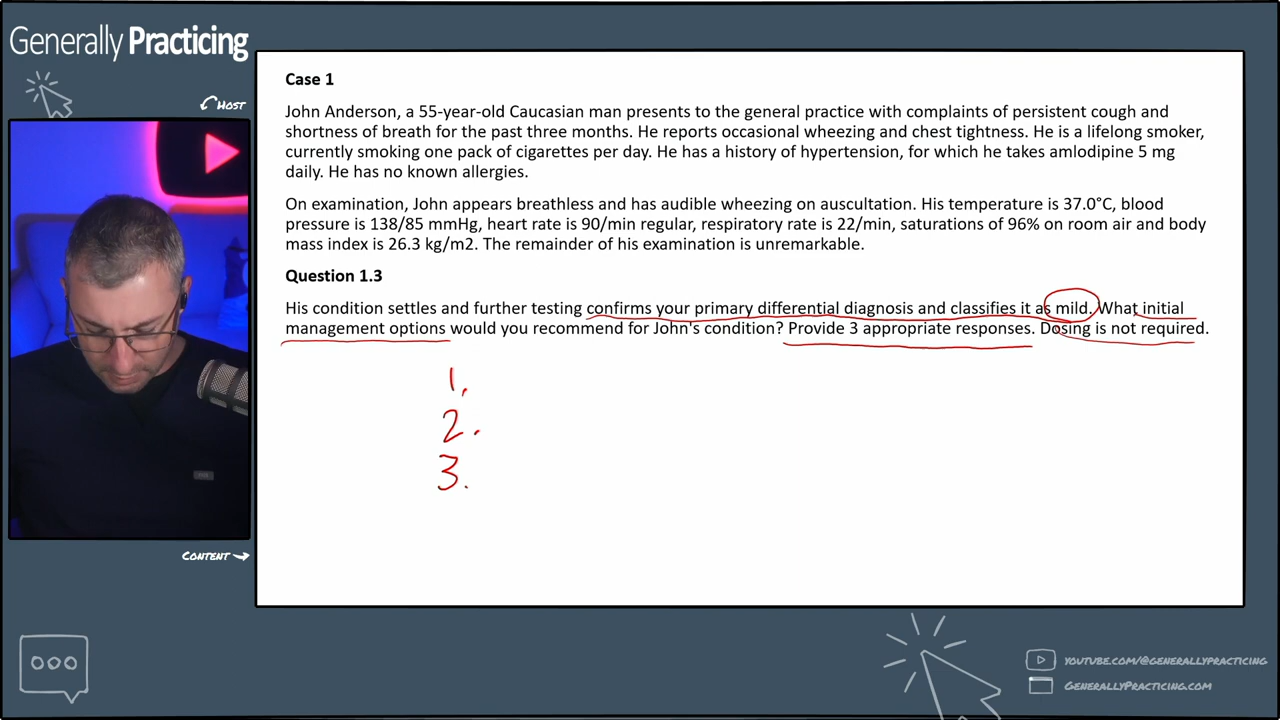 Generally Practicing
HOST
Case 1
John Anderson, a 55-year-old Caucasian man presents to the general practice with complaints of persistent cough and
shortness of breath for the past three months. He reports occasional wheezing and chest tightness. He is a lifelong smoker,
currently smoking one pack of cigarettes per day. He has a history of hypertension, for which he takes amlodipine 5 mg
daily. He has no known allergies.
On examination, John appears breathless and has audible wheezing on auscultation. His temperature is 37.0°C, blood
pressure is 138/85 mmHg, heart rate is 90/min regular, respiratory rate is 22/min, saturations of 96% on room air and body
mass index is 26.3 kg/m2. The remainder of his examination is unremarkable.
Question 1.3
His condition settles and further testing confirms your primary differential diagnosis and classifies it as mild. What initial
management options would you recommend for John's condition? Provide 3 appropriate responses. Dosing is not required.
1.
2.
3.
CONTENT
YOUTUBE.COM/@GENERALLYPRACTICING
GENERALLYPRACTICING.COM